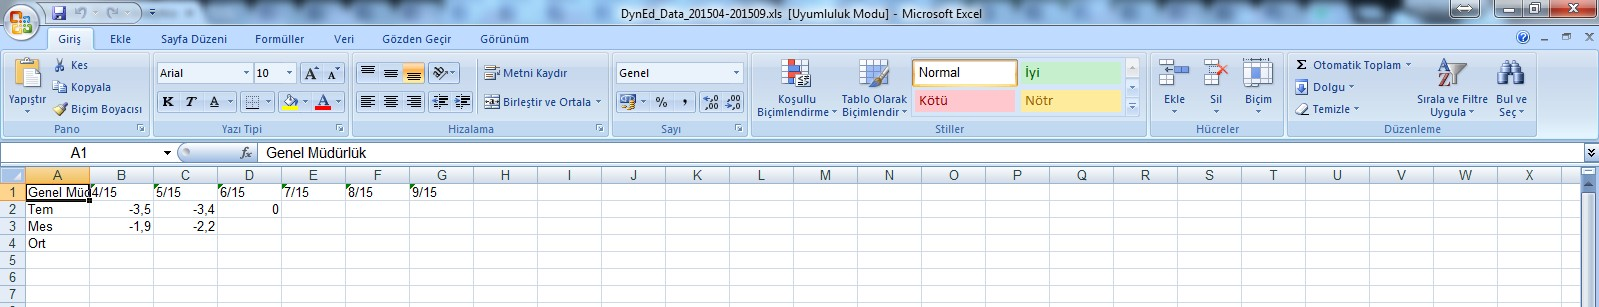 DynEd_Data_201504-201509.xls [Uyumluluk Modu] - Microsoft Excel
Giriş Ekle Sayfa Düzeni Formüller Veri Gözden Geçir Görünüm
Yapıştır Kes Kopyala Biçim Boyacısı
Pano
Arial 10 A A
K T A A
Yazı Tipi
Metni Kaydır
Birleştir ve Ortala
Hizalama
Genel
% , ,0 ,00 ,00 ,0
Sayı
Koşullu Biçimlendirme
Tablo Olarak Biçimlendir
Normal İyi
Kötü Nötr
Stiller
Ekle Sil Biçim
Hücreler
Σ Otomatik Toplam
Dolgu
Temizle
Sırala ve Filtre Uygula
Bul ve Seç
Düzenleme
A1 fx Genel Müdürlük
A B C D E F G H I J K L M N O P Q R S T U V W X
1 Genel Müd 4/15 5/15 6/15 7/15 8/15 9/15
2 Tem -3,5 -3,4 0
3 Mes -1,9 -2,2
4 Ort
5
6
7